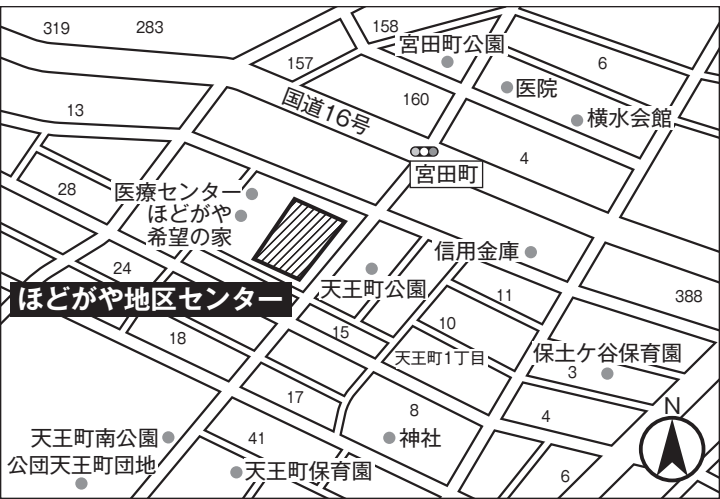 319
283
158
宮田町公園
157
6
医院
160
国道16号
横水会館
13
4
宮田町
28
医療センター
ほどがや
希望の家
信用金庫
24
天王町公園
11
388
ほどがや地区センター
10
15
18
天王町1丁目
保土ケ谷保育園
3
17
8
4
N
天王町南公園
41
神社
公団天王町団地
天王町保育園
6